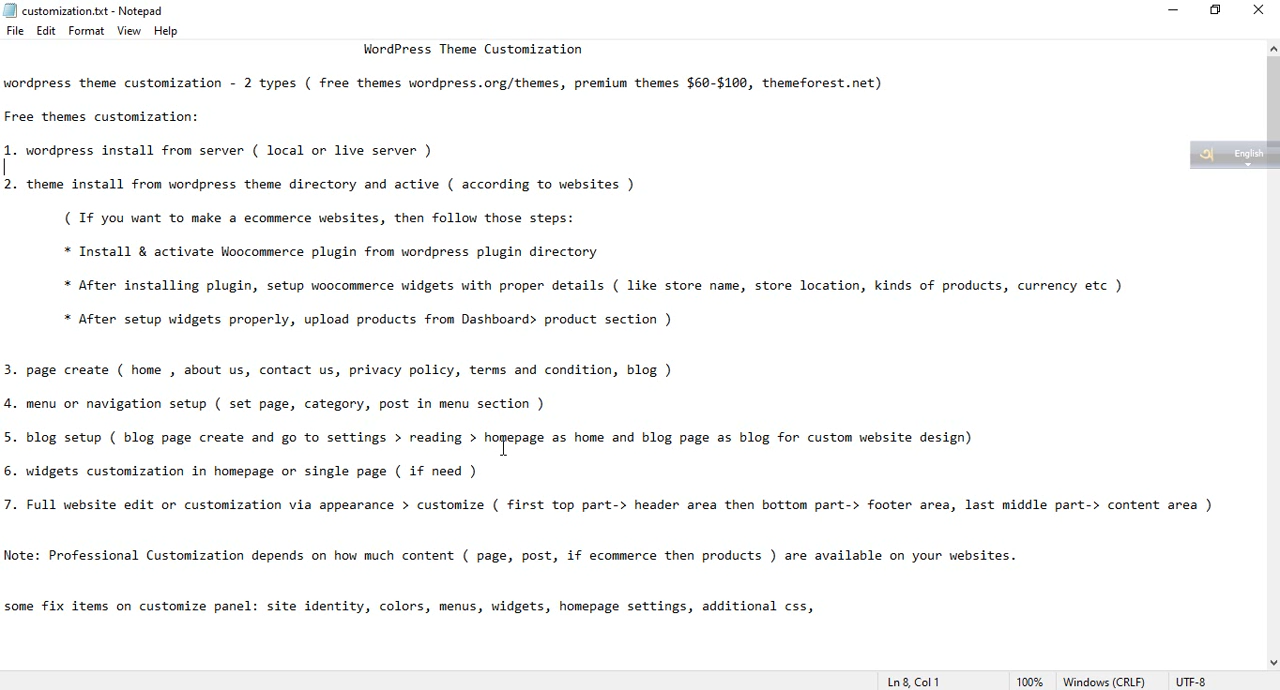 customization.txt - Notepad
File Edit Format View Help
WordPress Theme Customization
wordpress theme customization - 2 types ( free themes wordpress.org/themes, premium themes $60-$100, themeforest.net)
Free themes customization:
1. wordpress install from server ( local or live server )
অ English
2. theme install from wordpress theme directory and active ( according to websites )
( If you want to make a ecommerce websites, then follow those steps:
* Install & activate Woocommerce plugin from wordpress plugin directory
* After installing plugin, setup woocommerce widgets with proper details ( like store name, store location, kinds of products, currency etc )
* After setup widgets properly, upload products from Dashboard> product section )
3. page create ( home , about us, contact us, privacy policy, terms and condition, blog )
4. menu or navigation setup ( set page, category, post in menu section )
5. blog setup ( blog page create and go to settings > reading > homepage as home and blog page as blog for custom website design)
6. widgets customization in homepage or single page ( if need )
7. Full website edit or customization via appearance > customize ( first top part-> header area then bottom part-> footer area, last middle part-> content area )
Note: Professional Customization depends on how much content ( page, post, if ecommerce then products ) are available on your websites.
some fix items on customize panel: site identity, colors, menus, widgets, homepage settings, additional css,
Ln 8, Col 1 100% Windows (CRLF) UTF-8